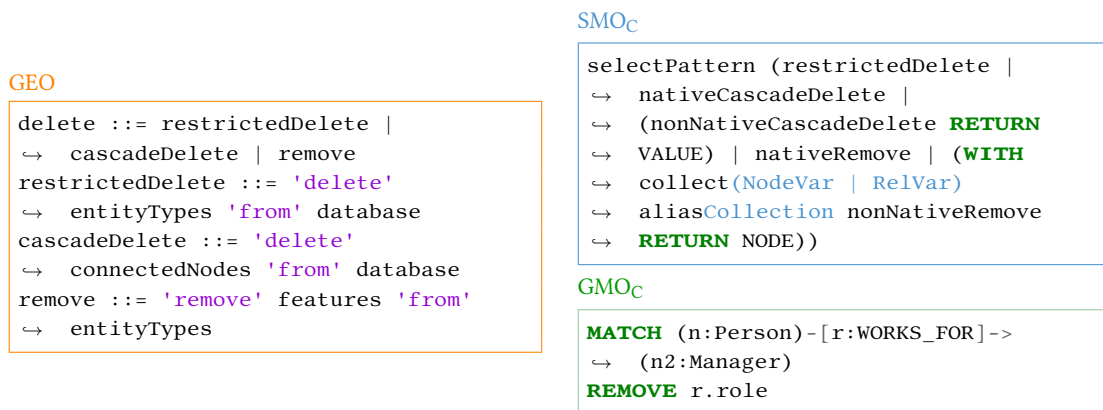 GEO
delete ::= restrictedDelete |
↪ cascadeDelete | remove
restrictedDelete ::= 'delete'
↪ entityTypes 'from' database
cascadeDelete ::= 'delete'
↪ connectedNodes 'from' database
remove ::= 'remove' features 'from'
↪ entityTypes
SMO_C
selectPattern (restrictedDelete |
↪ nativeCascadeDelete |
↪ (nonNativeCascadeDelete RETURN
↪ VALUE) | nativeRemove | (WITH
↪ collect(NodeVar | RelVar)
↪ aliasCollection nonNativeRemove
↪ RETURN NODE))
GMO_C
MATCH (n:Person)-[r:WORKS_FOR]->
↪ (n2:Manager)
REMOVE r.role